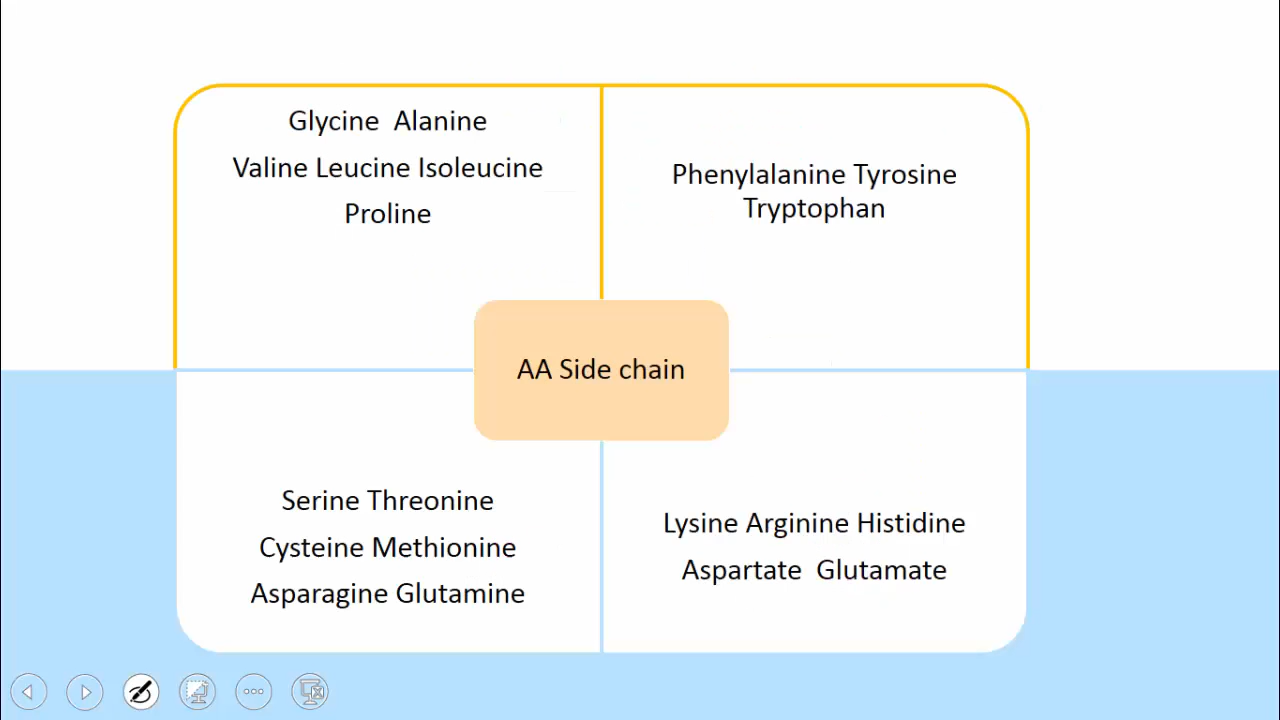 Glycine  Alanine
Valine Leucine Isoleucine
Proline
Phenylalanine Tyrosine
Tryptophan
AA Side chain
Serine Threonine
Cysteine Methionine
Asparagine Glutamine
Lysine Arginine Histidine
Aspartate  Glutamate